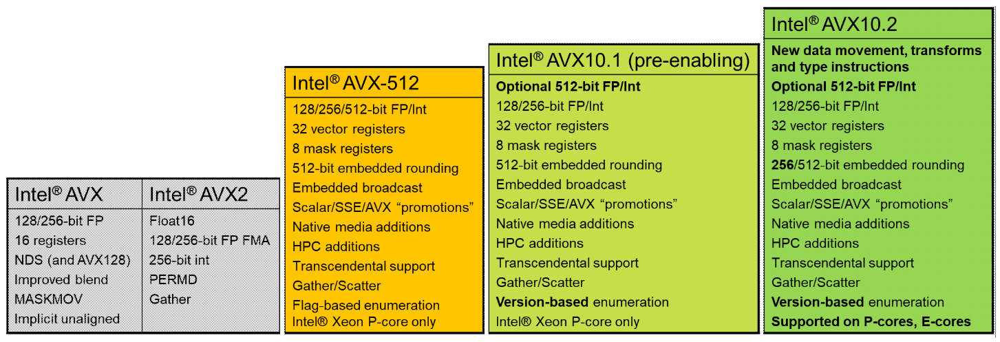 Intel® AVX
128/256-bit FP
16 registers
NDS (and AVX128)
Improved blend
MASKMOV
Implicit unaligned
Intel® AVX2
Float16
128/256-bit FP FMA
256-bit int
PERMD
Gather
Intel® AVX-512
128/256/512-bit FP/Int
32 vector registers
8 mask registers
512-bit embedded rounding
Embedded broadcast
Scalar/SSE/AVX “promotions”
Native media additions
HPC additions
Transcendental support
Gather/Scatter
Flag-based enumeration
Intel® Xeon P-core only
Intel® AVX10.1 (pre-enabling)
Optional 512-bit FP/Int
128/256-bit FP/Int
32 vector registers
8 mask registers
512-bit embedded rounding
Embedded broadcast
Scalar/SSE/AVX “promotions”
Native media additions
HPC additions
Transcendental support
Gather/Scatter
Version-based enumeration
Intel® Xeon P-core only
Intel® AVX10.2
New data movement, transforms
and type instructions
Optional 512-bit FP/Int
128/256-bit FP/Int
32 vector registers
8 mask registers
256/512-bit embedded rounding
Embedded broadcast
Scalar/SSE/AVX “promotions”
Native media additions
HPC additions
Transcendental support
Gather/Scatter
Version-based enumeration
Supported on P-cores, E-cores